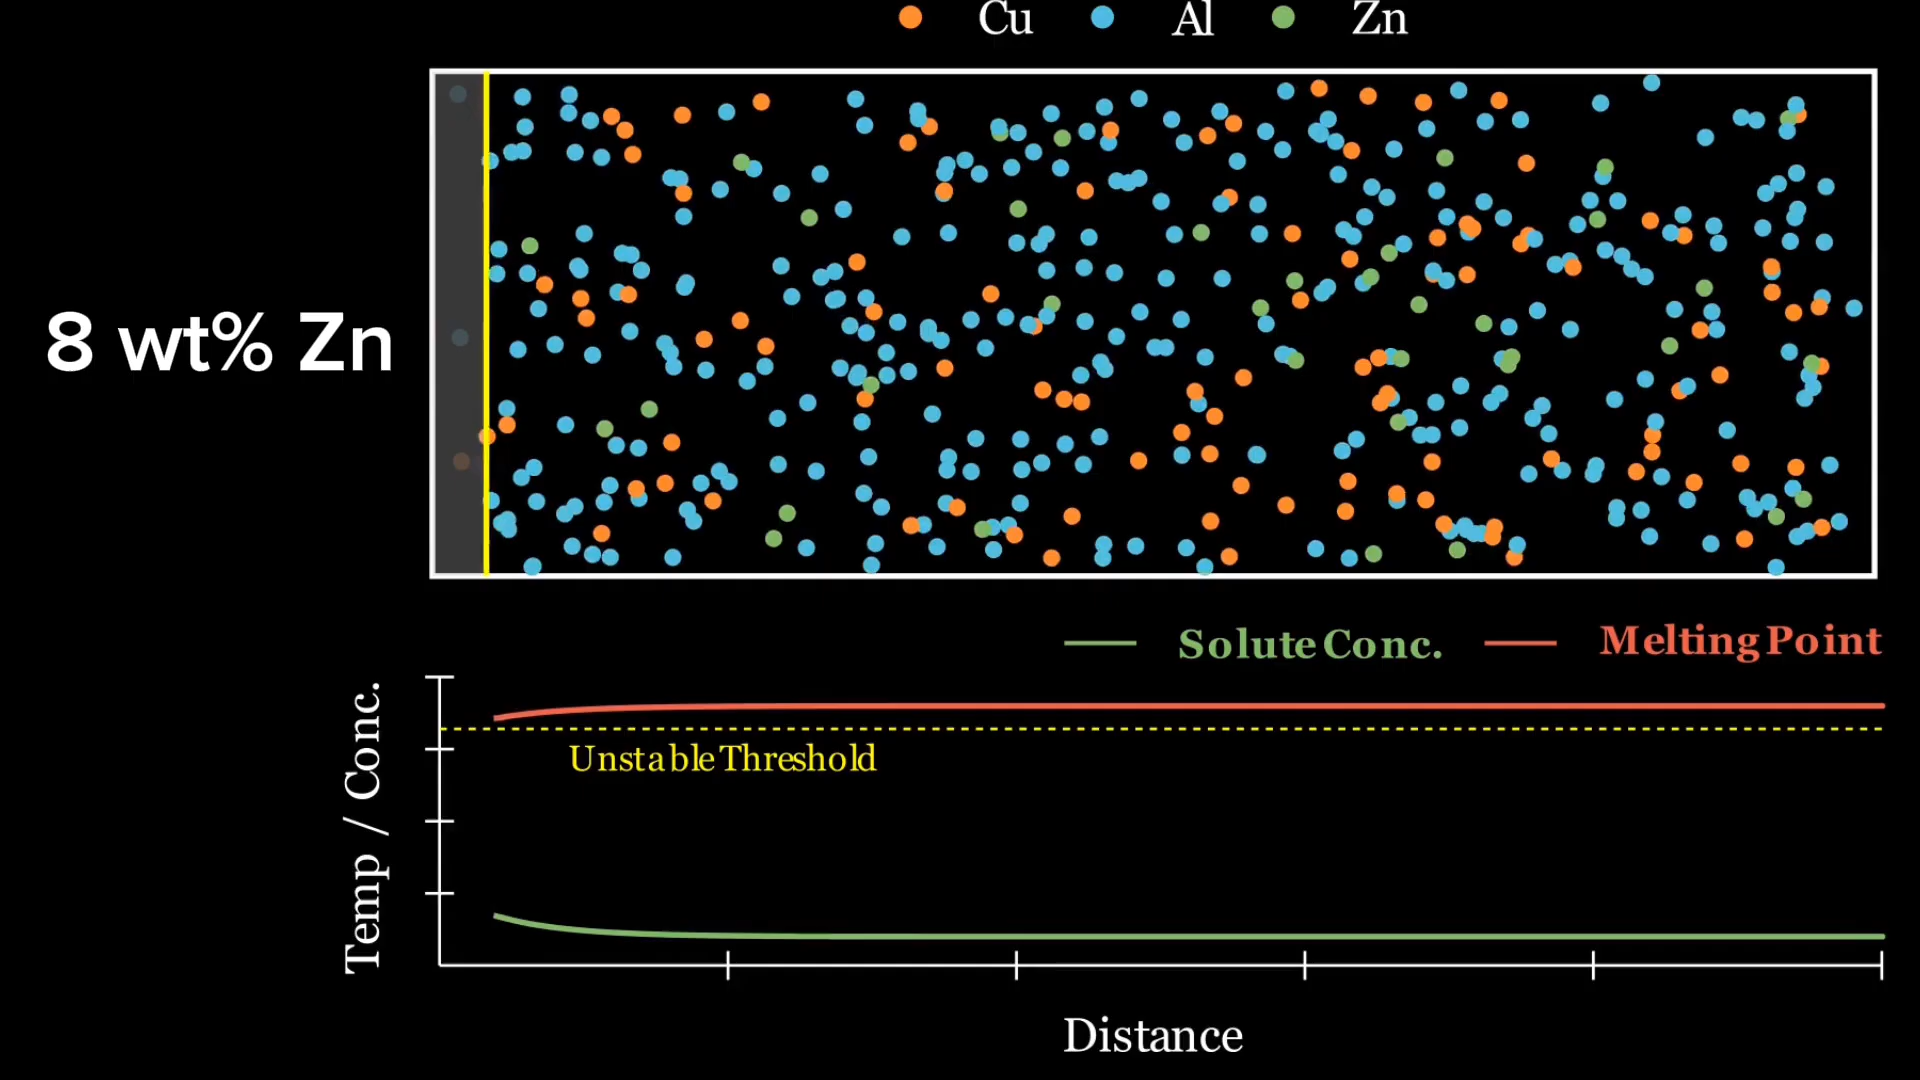 Cu Al Zn
8 wt% Zn
Solute Conc. Melting Point
Temp / Conc.
Unstable Threshold
Distance